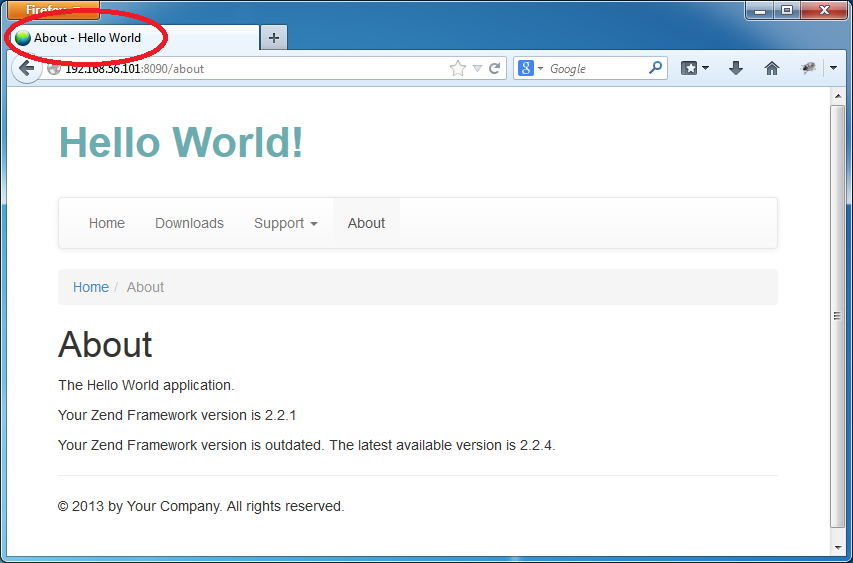 Firefox
About - Hello World
192.168.56.101:8090/about
Google
Hello World!
Home Downloads Support About
Home / About
About
The Hello World application.
Your Zend Framework version is 2.2.1
Your Zend Framework version is outdated. The latest available version is 2.2.4.
© 2013 by Your Company. All rights reserved.